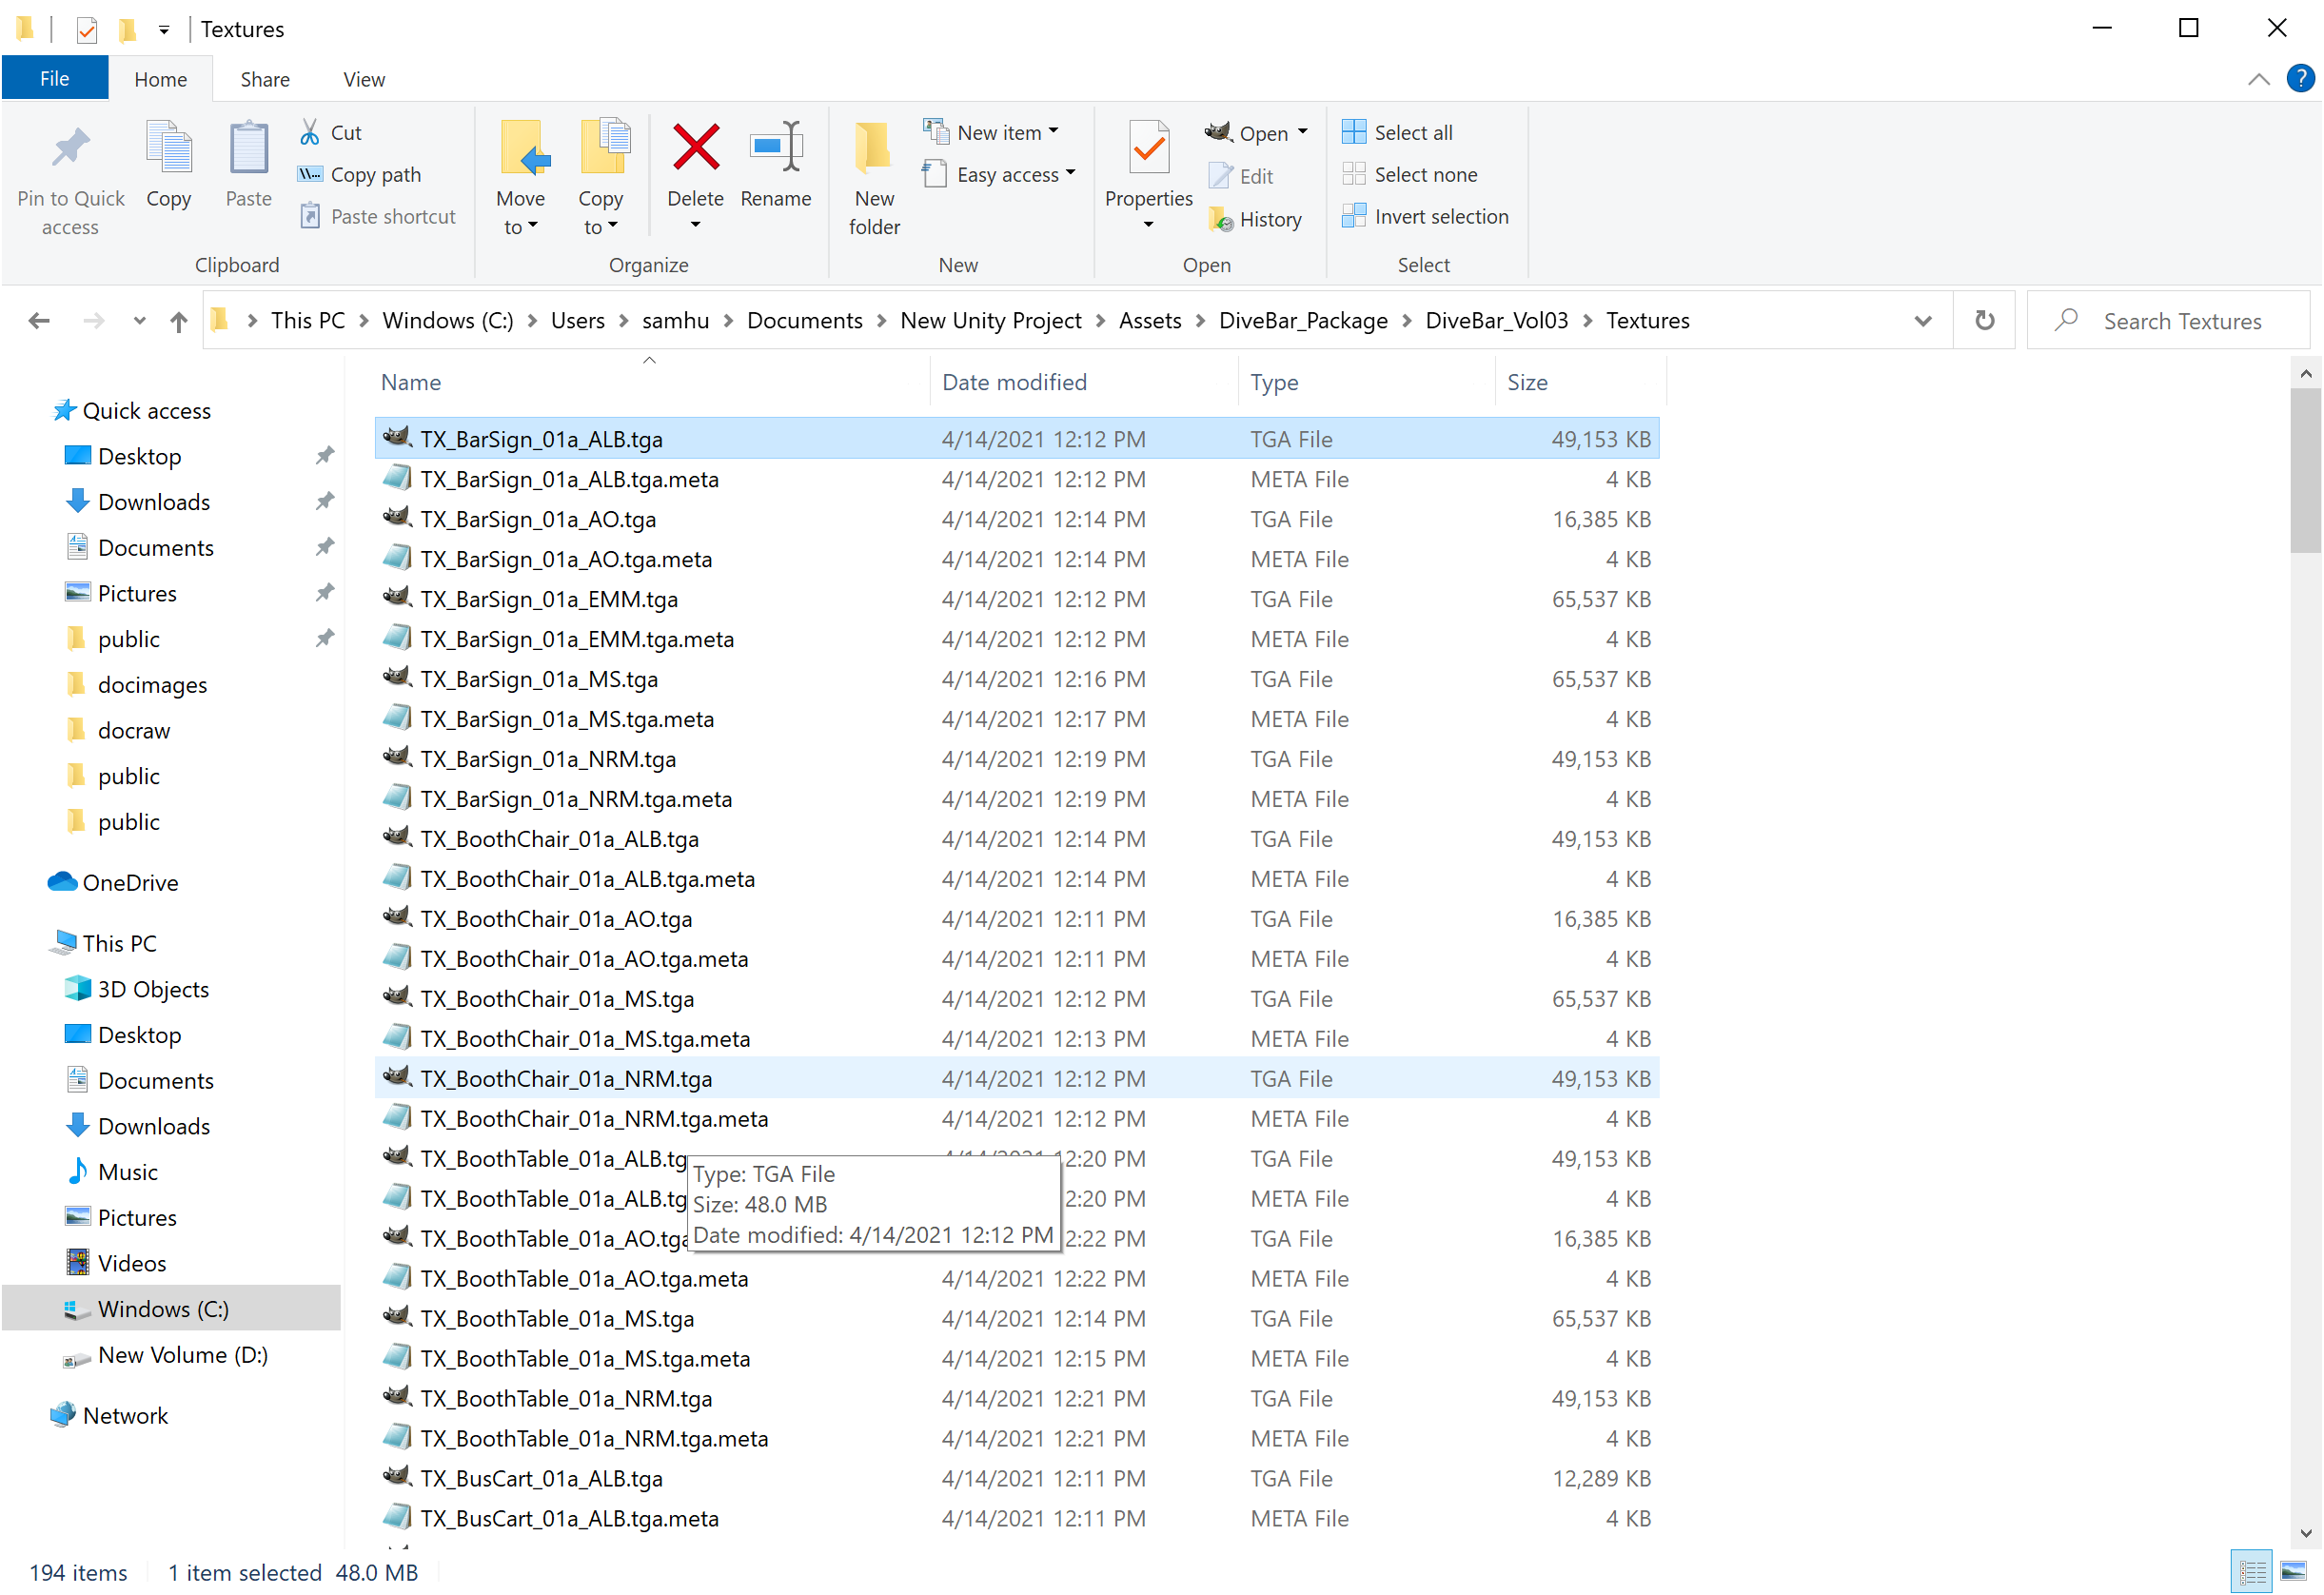 Textures
File Home Share View
Pin to Quick access
Copy
Paste
Cut
Copy path
Paste shortcut
Clipboard
Move to
Copy to
Delete
Rename
Organize
New folder
New item
Easy access
New
Properties
Open
Edit
History
Open
Select all
Select none
Invert selection
Select
This PC Windows (C:) Users samhu Documents New Unity Project Assets DiveBar_Package DiveBar_Vol03 Textures
Search Textures
Quick access
Desktop
Downloads
Documents
Pictures
public
docimages
docraw
public
public
OneDrive
This PC
3D Objects
Desktop
Documents
Downloads
Music
Pictures
Videos
Windows (C:)
New Volume (D:)
Network
Name Date modified Type Size
TX_BarSign_01a_ALB.tga 4/14/2021 12:12 PM TGA File 49,153 KB
TX_BarSign_01a_ALB.tga.meta 4/14/2021 12:12 PM META File 4 KB
TX_BarSign_01a_AO.tga 4/14/2021 12:14 PM TGA File 16,385 KB
TX_BarSign_01a_AO.tga.meta 4/14/2021 12:14 PM META File 4 KB
TX_BarSign_01a_EMM.tga 4/14/2021 12:12 PM TGA File 65,537 KB
TX_BarSign_01a_EMM.tga.meta 4/14/2021 12:12 PM META File 4 KB
TX_BarSign_01a_MS.tga 4/14/2021 12:16 PM TGA File 65,537 KB
TX_BarSign_01a_MS.tga.meta 4/14/2021 12:17 PM META File 4 KB
TX_BarSign_01a_NRM.tga 4/14/2021 12:19 PM TGA File 49,153 KB
TX_BarSign_01a_NRM.tga.meta 4/14/2021 12:19 PM META File 4 KB
TX_BoothChair_01a_ALB.tga 4/14/2021 12:14 PM TGA File 49,153 KB
TX_BoothChair_01a_ALB.tga.meta 4/14/2021 12:14 PM META File 4 KB
TX_BoothChair_01a_AO.tga 4/14/2021 12:11 PM TGA File 16,385 KB
TX_BoothChair_01a_AO.tga.meta 4/14/2021 12:11 PM META File 4 KB
TX_BoothChair_01a_MS.tga 4/14/2021 12:12 PM TGA File 65,537 KB
TX_BoothChair_01a_MS.tga.meta 4/14/2021 12:13 PM META File 4 KB
TX_BoothChair_01a_NRM.tga 4/14/2021 12:12 PM TGA File 49,153 KB
TX_BoothChair_01a_NRM.tga.meta 4/14/2021 12:12 PM META File 4 KB
TX_BoothTable_01a_ALB.tg 2:20 PM TGA File 49,153 KB
TX_BoothTable_01a_ALB.tg 2:20 PM META File 4 KB
TX_BoothTable_01a_AO.tga 2:22 PM TGA File 16,385 KB
Type: TGA File
Size: 48.0 MB
Date modified: 4/14/2021 12:12 PM
TX_BoothTable_01a_AO.tga.meta 4/14/2021 12:22 PM META File 4 KB
TX_BoothTable_01a_MS.tga 4/14/2021 12:14 PM TGA File 65,537 KB
TX_BoothTable_01a_MS.tga.meta 4/14/2021 12:15 PM META File 4 KB
TX_BoothTable_01a_NRM.tga 4/14/2021 12:21 PM TGA File 49,153 KB
TX_BoothTable_01a_NRM.tga.meta 4/14/2021 12:21 PM META File 4 KB
TX_BusCart_01a_ALB.tga 4/14/2021 12:11 PM TGA File 12,289 KB
TX_BusCart_01a_ALB.tga.meta 4/14/2021 12:11 PM META File 4 KB
194 items 1 item selected 48.0 MB